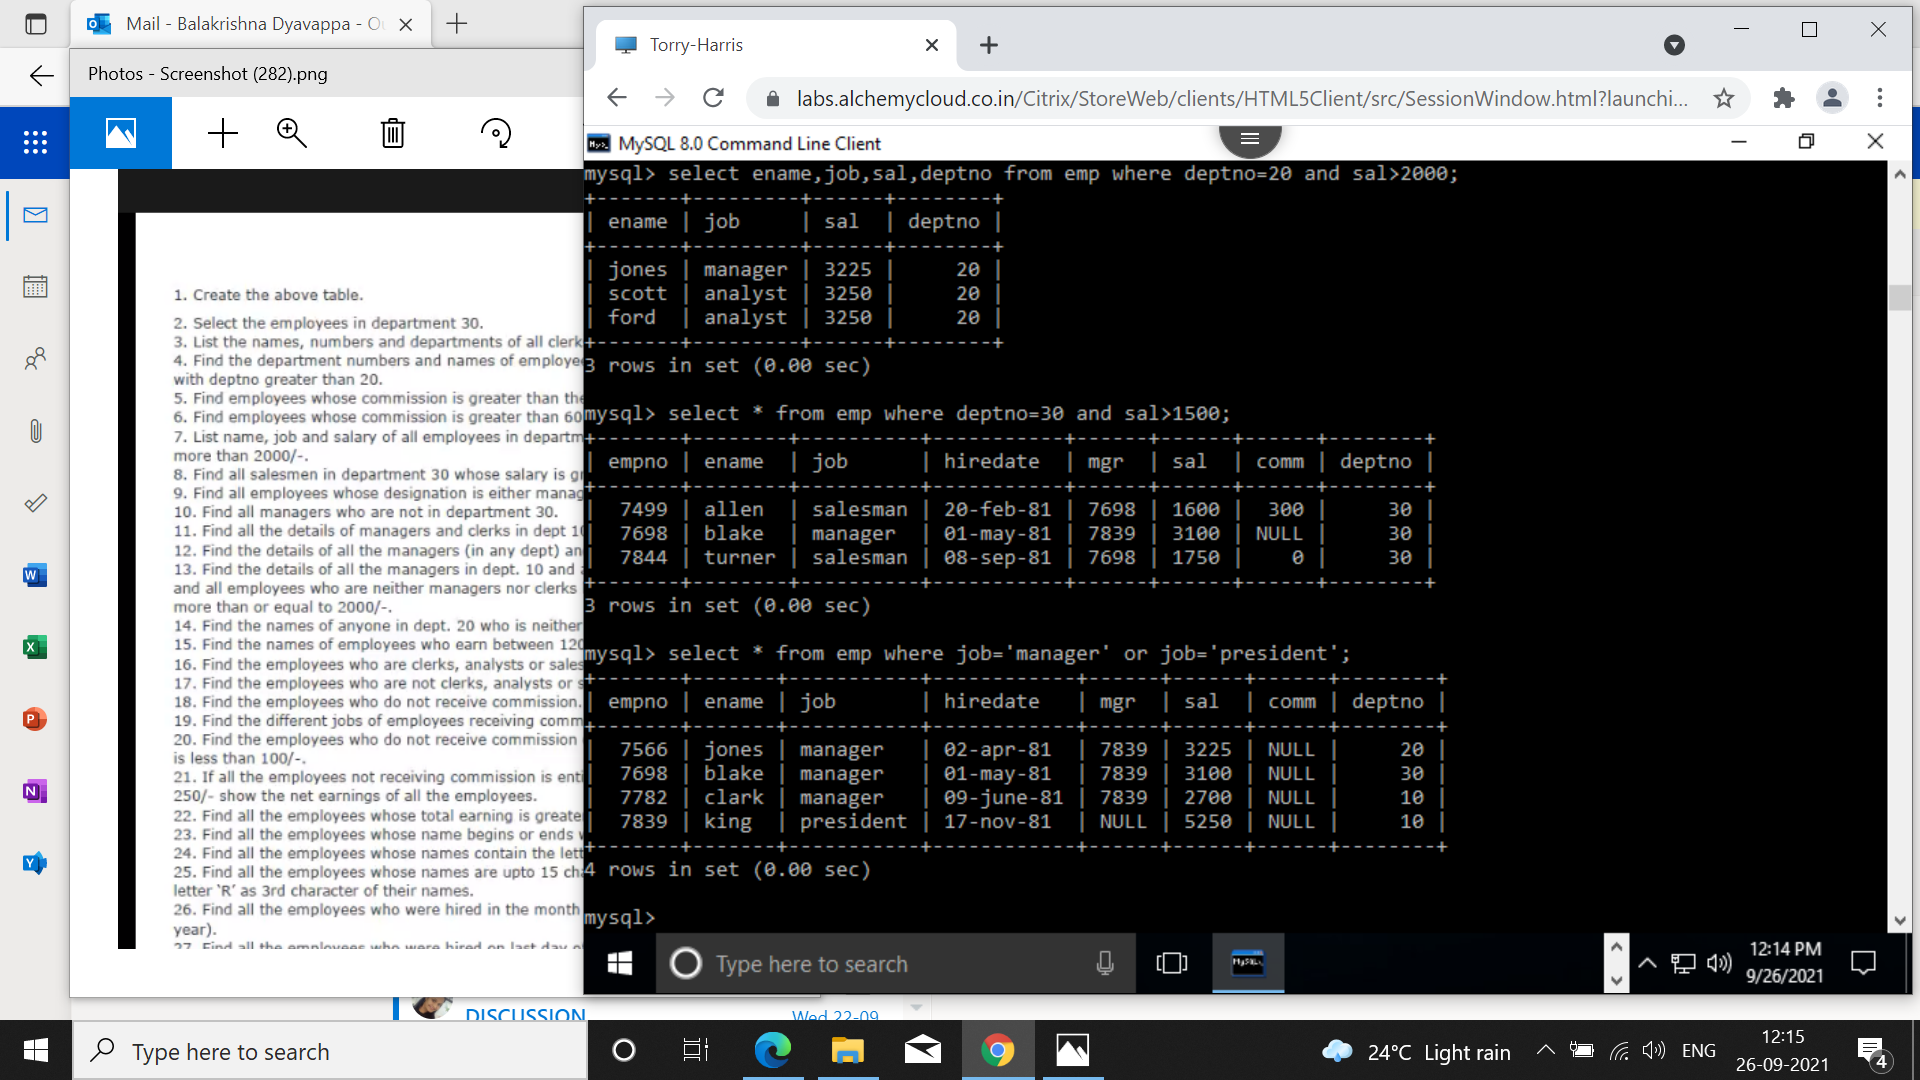 Mail - Balakrishna Dyavappa - Ou
Photos - Screenshot (282).png
1. Create the above table.
2. Select the employees in department 30.
3. List the names, numbers and departments of all clerk
4. Find the department numbers and names of employe
with deptno greater than 20.
5. Find employees whose commission is greater than the
6. Find employees whose commission is greater than 60
7. List name, job and salary of all employees in departm
more than 2000/-.
8. Find all salesmen in department 30 whose salary is gr
9. Find all employees whose designation is either manag
10. Find all managers who are not in department 30.
11. Find all the details of managers and clerks in dept 10
12. Find the details of all the managers (in any dept) an
13. Find the details of all the managers in dept. 10 and a
and all employees who are neither managers nor clerks
more than or equal to 2000/-.
14. Find the names of anyone in dept. 20 who is neither
15. Find the names of employees who earn between 120
16. Find the employees who are clerks, analysts or sales
17. Find the employees who are not clerks, analysts or s
18. Find the employees who do not receive commission.
19. Find the different jobs of employees receiving comm
20. Find the employees who do not receive commission
is less than 100/-.
21. If all the employees not receiving commission is enti
250/- show the net earnings of all the employees.
22. Find all the employees whose total earning is greate
23. Find all the employees whose name begins or ends w
24. Find all the employees whose names contain the lett
25. Find all the employees whose names are upto 15 cha
letter 'R' as 3rd character of their names.
26. Find all the employees who were hired in the month
year).
27. Find all the employees who were hired on last day o
DISCUSSION
Wed 22-09
Torry-Harris
labs.alchemycloud.co.in/Citrix/StoreWeb/clients/HTML5Client/src/SessionWindow.html?launchi...
MySQL 8.0 Command Line Client
mysql> select ename,job,sal,deptno from emp where deptno=20 and sal>2000;
+-------+---------+------+--------+
| ename | job     | sal  | deptno |
+-------+---------+------+--------+
| jones | manager | 3225 |     20 |
| scott | analyst | 3250 |     20 |
| ford  | analyst | 3250 |     20 |
+-------+---------+------+--------+
3 rows in set (0.00 sec)
mysql> select * from emp where deptno=30 and sal>1500;
+-------+--------+----------+-----------+------+------+------+--------+
| empno | ename  | job      | hiredate  | mgr  | sal  | comm | deptno |
+-------+--------+----------+-----------+------+------+------+--------+
|  7499 | allen  | salesman | 20-feb-81 | 7698 | 1600 |  300 |     30 |
|  7698 | blake  | manager  | 01-may-81 | 7839 | 3100 | NULL |     30 |
|  7844 | turner | salesman | 08-sep-81 | 7698 | 1750 |    0 |     30 |
+-------+--------+----------+-----------+------+------+------+--------+
3 rows in set (0.00 sec)
mysql> select * from emp where job='manager' or job='president';
+-------+-------+-----------+------------+------+------+------+--------+
| empno | ename | job       | hiredate   | mgr  | sal  | comm | deptno |
+-------+-------+-----------+------------+------+------+------+--------+
|  7566 | jones | manager   | 02-apr-81  | 7839 | 3225 | NULL |     20 |
|  7698 | blake | manager   | 01-may-81  | 7839 | 3100 | NULL |     30 |
|  7782 | clark | manager   | 09-june-81 | 7839 | 2700 | NULL |     10 |
|  7839 | king  | president | 17-nov-81  | NULL | 5250 | NULL |     10 |
+-------+-------+-----------+------------+------+------+------+--------+
4 rows in set (0.00 sec)
mysql>
Type here to search
12:14 PM
9/26/2021
Type here to search
24°C Light rain
ENG
12:15
26-09-2021
4